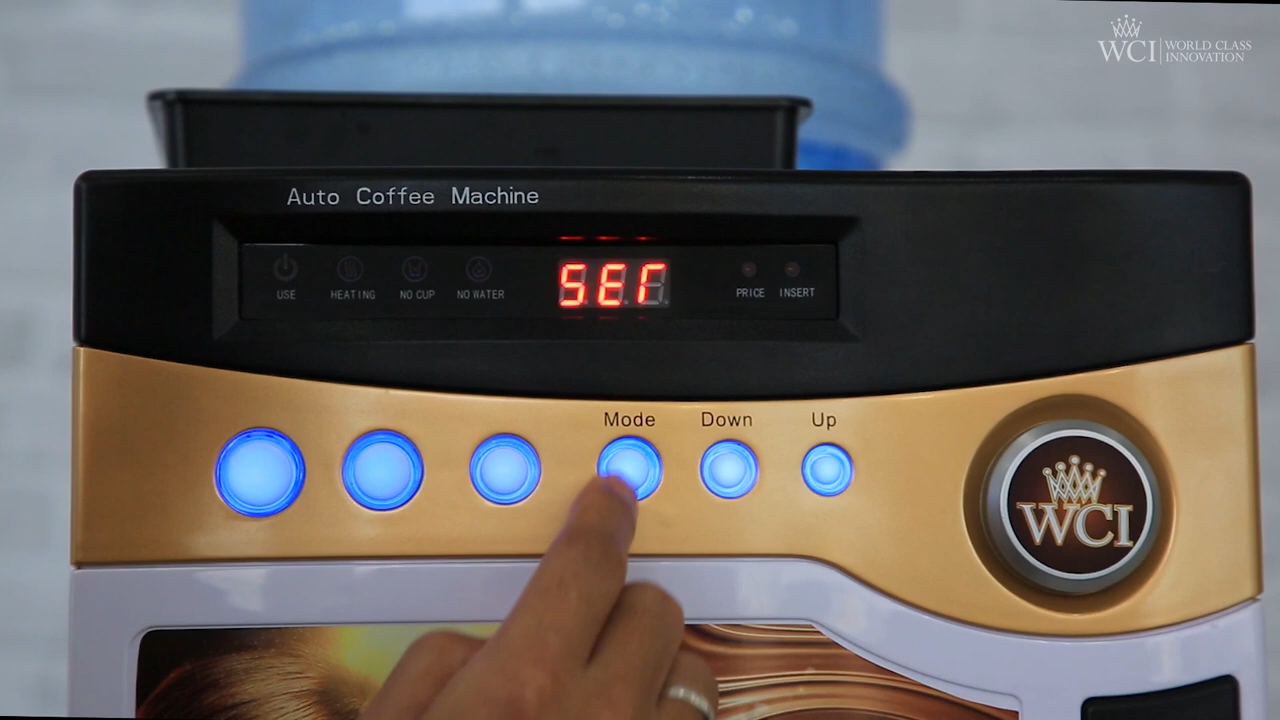 WCI | WORLD CLASS INNOVATION
Auto Coffee Machine
SET
USE HEATING NO CUP NO WATER PRICE INSERT
Mode Down Up
WCI